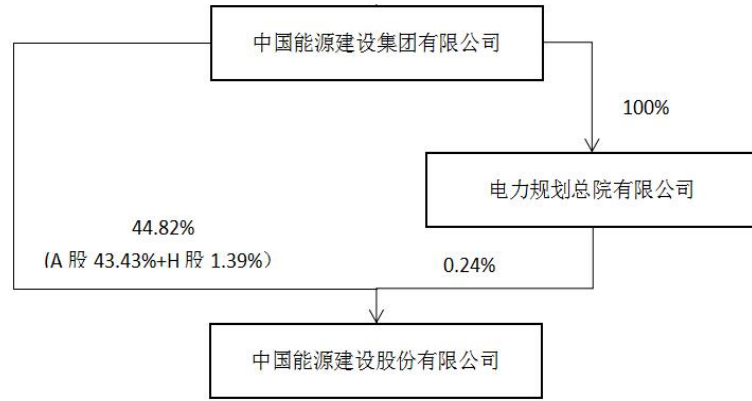 中国能源建设集团有限公司
100%
电力规划总院有限公司
44.82%
(A 股 43.43%+H 股 1.39%)
0.24%
中国能源建设股份有限公司